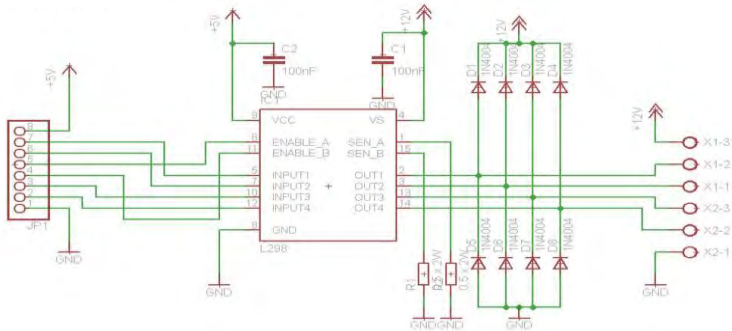 +5V
+12V
+12V
C2
100nF
GND
C1
100nF
GND
D1
1N4004
D2
1N4004
D3
1N4004
D4
1N4004
+5V
IC1
9
VCC
VS
4
8
7
6
5
4
3
2
1
JP1
GND
6
ENABLE_A
11
ENABLE_B
SEN_A
1
SEN_B
15
5
INPUT1
7
INPUT2
10
INPUT3
12
INPUT4
+
OUT1
2
OUT2
3
OUT3
13
OUT4
14
8
GND
L298
GND
+12V
X1-3
X1-2
X1-1
X2-3
X2-2
X2-1
GND
R1
0.5 x 2W
GND
GND
D5
1N4004
D6
1N4004
D7
1N4004
D8
1N4004
GND